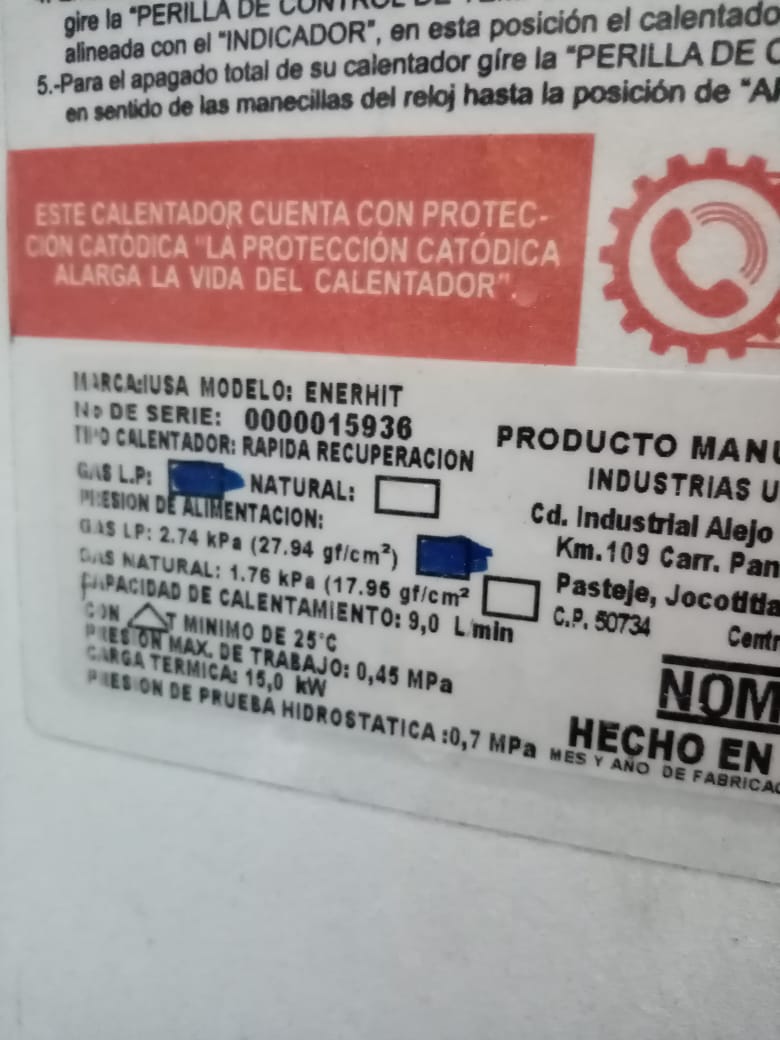 gire la "PERILLA DE CONTROL DE
alineada con el "INDICADOR", en esta posición el calentado
5.-Para el apagado total de su calentador gíre la "PERILLA DE C
en sentido de las manecillas del reloj hasta la posición de "A
ESTE CALENTADOR CUENTA CON PROTEC-
CIÓN CATÒDICA "LA PROTECCIÓN CATÓDICA
ALARGA LA VIDA DEL CALENTADOR".
MARCA:IUSA MODELO: ENERHIT
No DE SERIE: 0000015936
TIPO CALENTADOR: RAPIDA RECUPERACION
GAS L.P: NATURAL:
PRESION DE ALIMENTACION:
GAS LP: 2.74 kPa (27.94 gf/cm²)
GAS NATURAL: 1.76 kPa (17.95 gf/cm²
CAPACIDAD DE CALENTAMIENTO: 9,0 L/min
CON △T MINIMO DE 25°C
PRESION MAX. DE TRABAJO: 0,45 MPa
CARGA TERMICA: 15,0 kW
PRESION DE PRUEBA HIDROSTATICA :0,7 MPa
PRODUCTO MANU
INDUSTRIAS U
Cd. Industrial Alejo
Km.109 Carr. Pan
Pasteje, Jocotitla
C.P. 50734 Centr
NOM
HECHO EN
MES Y AÑO DE FABRICAC